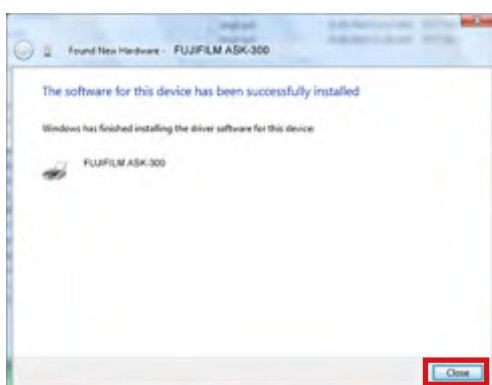 Found New Hardware - FUJIFILM ASK-300
The software for this device has been successfully installed
Windows has finished installing the driver software for this device:
FUJIFILM ASK-300
Close